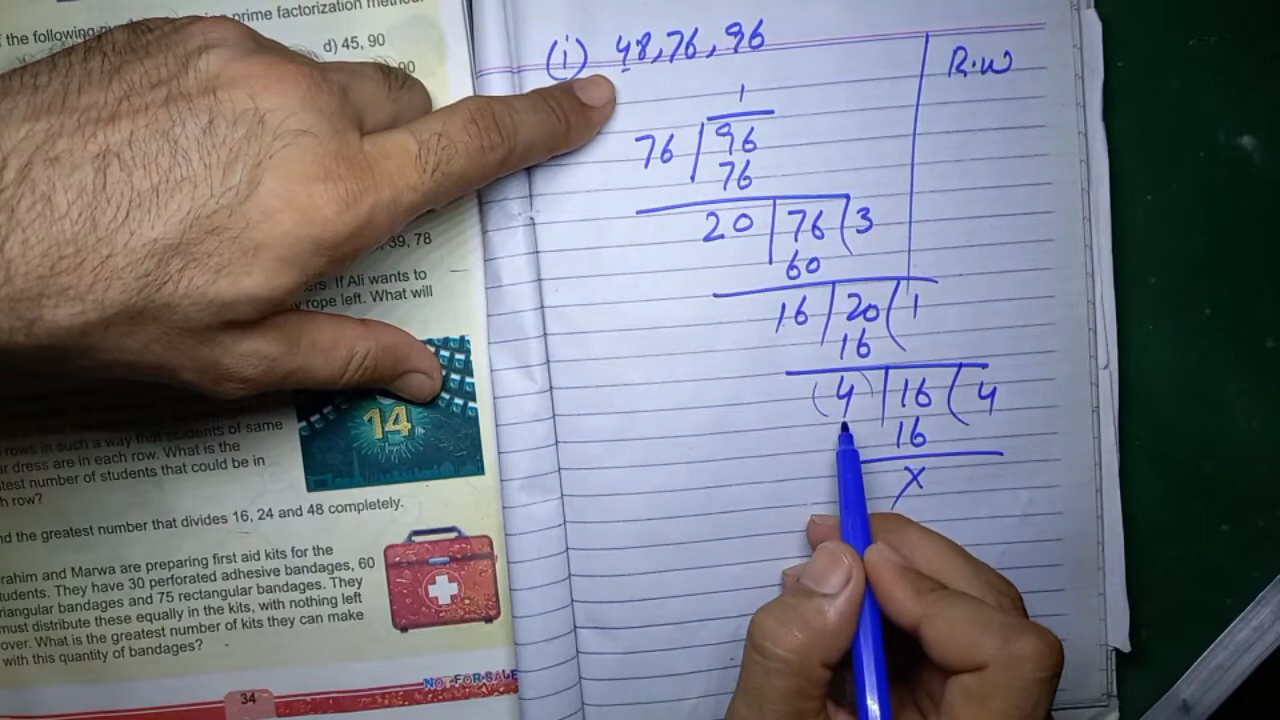 the following
prime factorization
d) 45, 90
39, 78
If Ali wants to
rope left. What will
14
rows in such a way that students of same
dress are in each row. What is the
number of students that could be in
row?
the greatest number that divides 16, 24 and 48 completely.
and Marwa are preparing first aid kits for the
They have 30 perforated adhesive bandages, 60
bandages and 75 rectangular bandages. They
must distribute these equally in the kits, with nothing left
over. What is the greatest number of kits they can make
with this quantity of bandages?
34
NOT FOR SALE
(i) 48,76,96
R.W
1
76 96
76
20 76 3
60
16 20 1
16
(4) 16 4
16
x